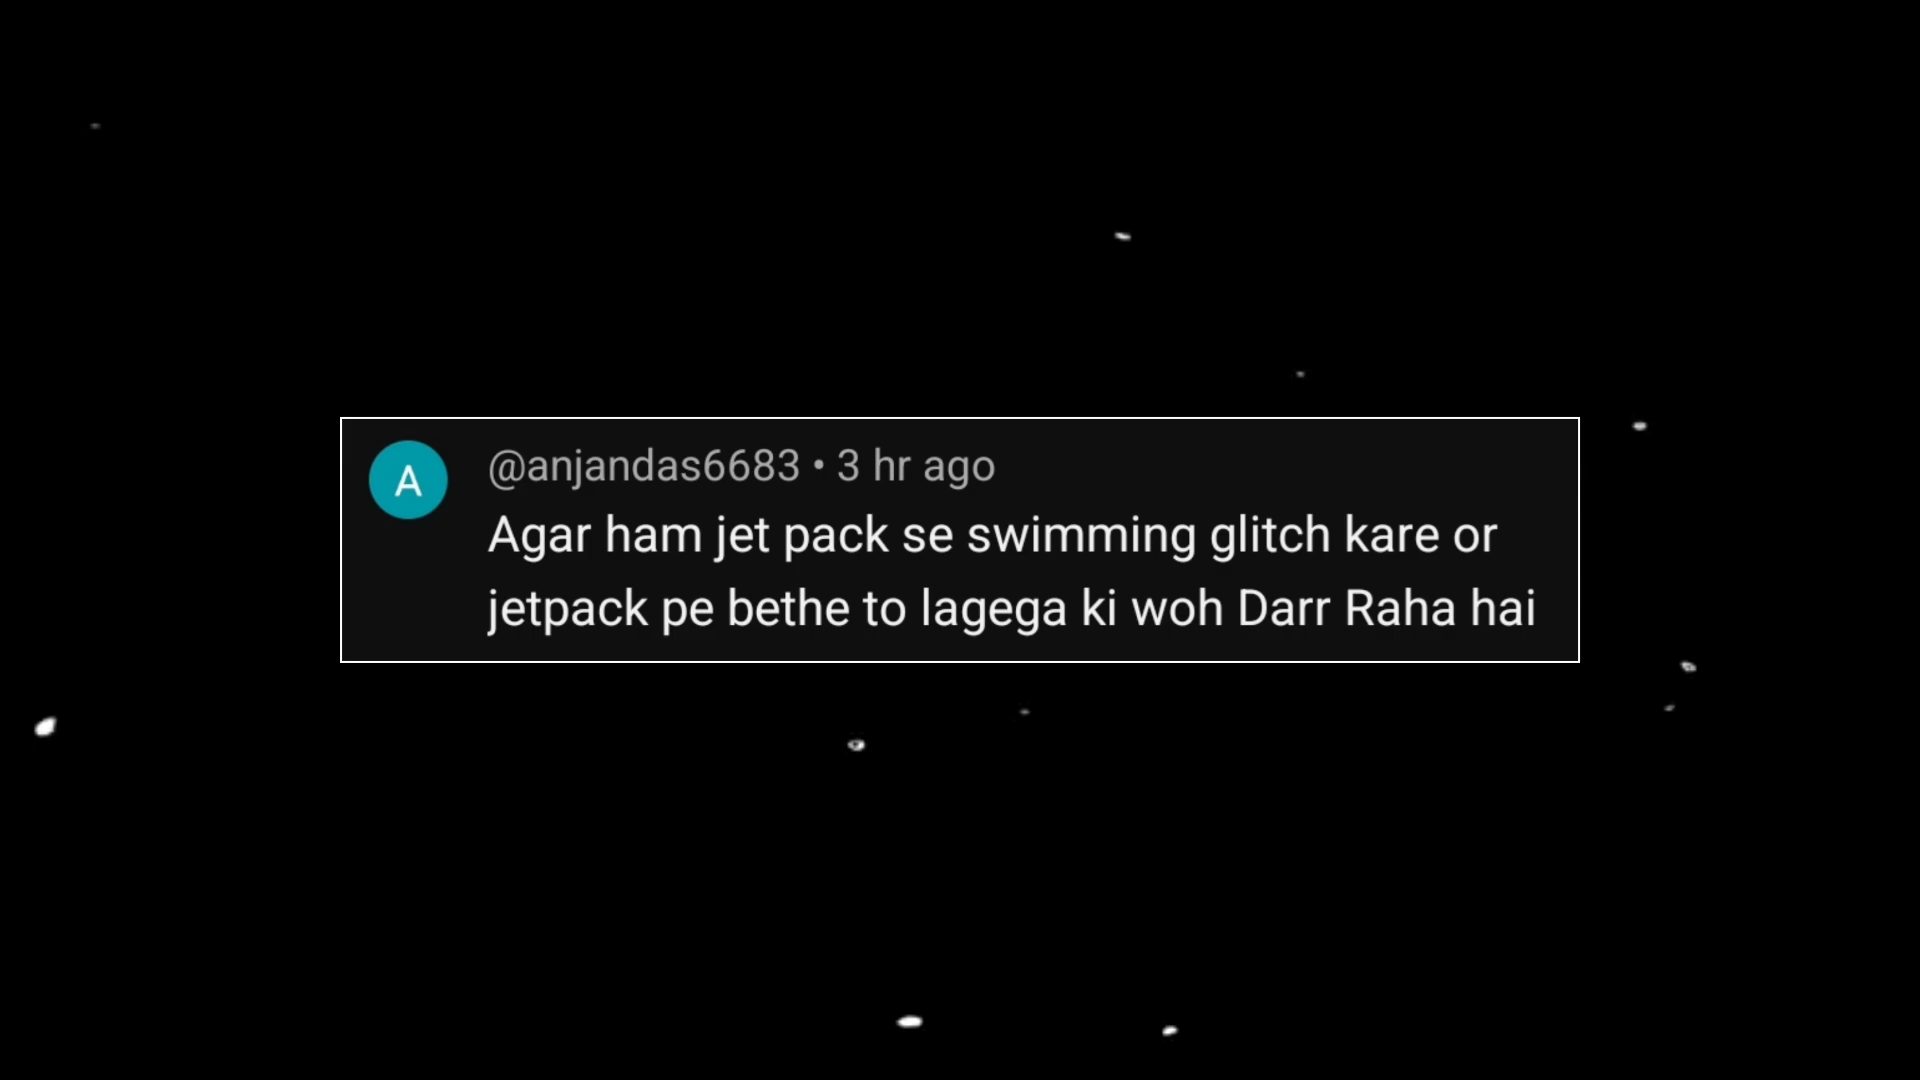 A
@anjandas6683 • 3 hr ago
Agar ham jet pack se swimming glitch kare or
jetpack pe bethe to lagega ki woh Darr Raha hai